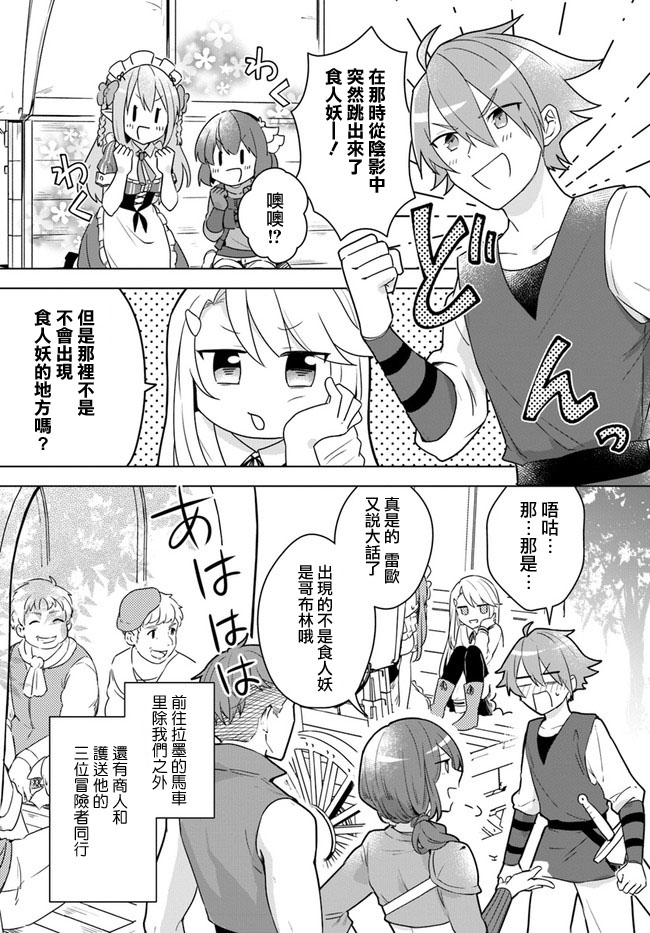 在那時從陰影中
突然跳出來了
食人妖ー！
噢噢!?
わく
わく
どんっ
但是那裡不是
不會出現
食人妖的地方嗎？
唔咕…
那…那是…
真是的 雷歐
又說大話了
出現的不是食人妖
是哥布林哦
あははは
前往拉墨的馬車
里除我們之外
還有商人和
護送他的
三位冒險者同行